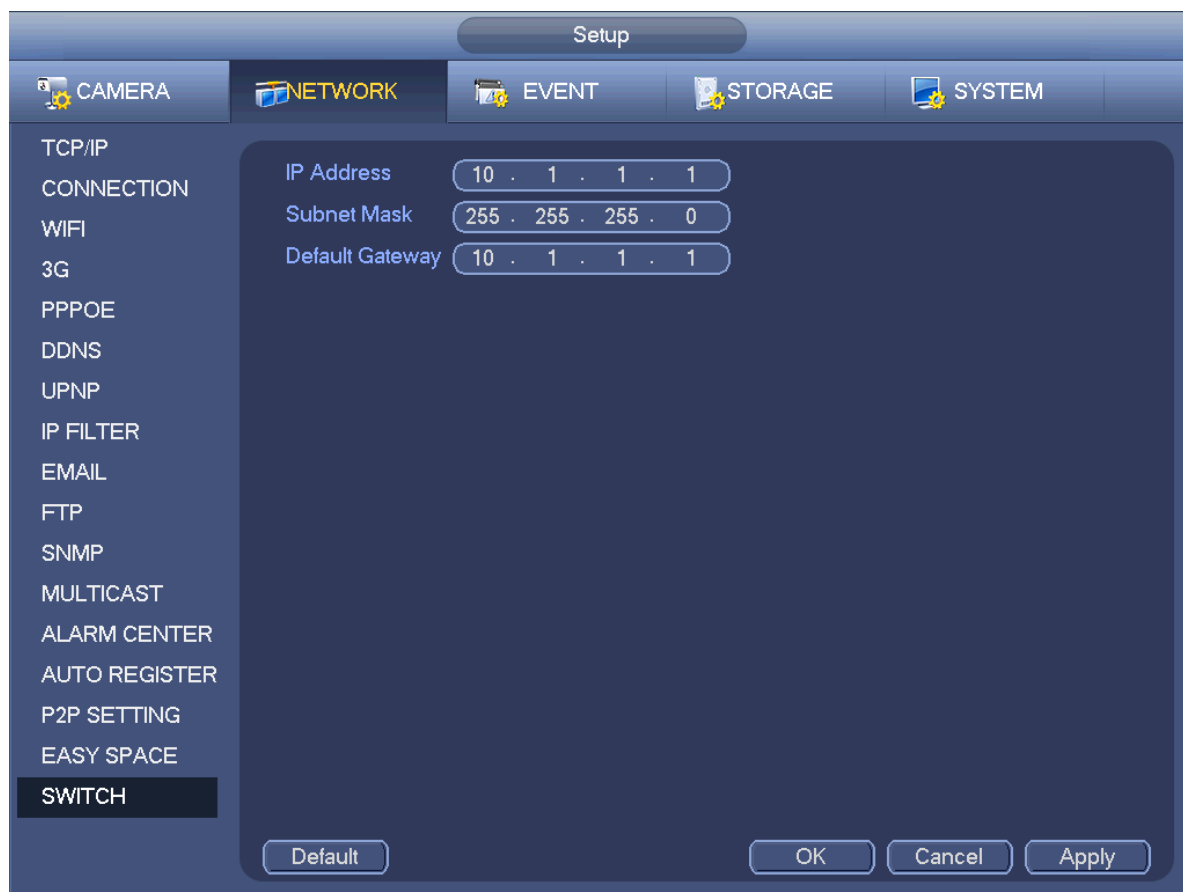 Setup
CAMERA NETWORK EVENT STORAGE SYSTEM
TCP/IP
CONNECTION
WIFI
3G
PPPOE
DDNS
UPNP
IP FILTER
EMAIL
FTP
SNMP
MULTICAST
ALARM CENTER
AUTO REGISTER
P2P SETTING
EASY SPACE
SWITCH
IP Address 10 . 1 . 1 . 1
Subnet Mask 255 . 255 . 255 . 0
Default Gateway 10 . 1 . 1 . 1
Default OK Cancel Apply